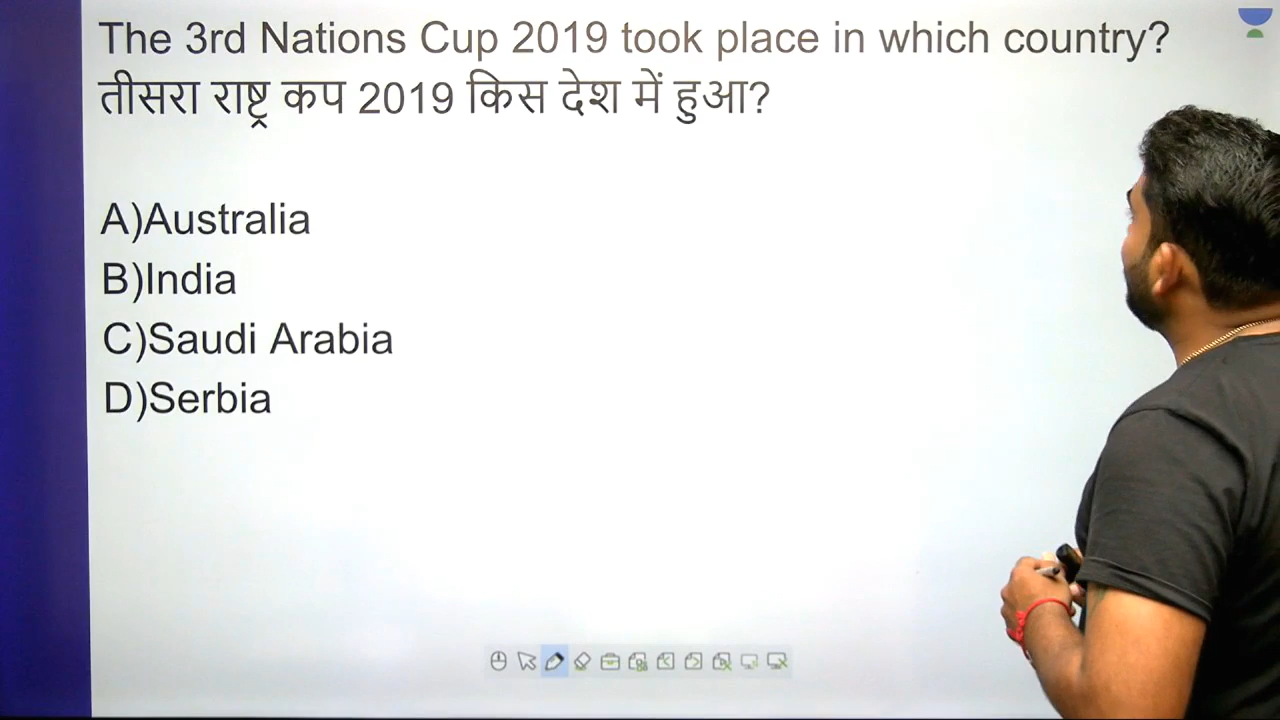 The 3rd Nations Cup 2019 took place in which country?
तीसरा राष्ट्र कप 2019 किस देश में हुआ?
A)Australia
B)India
C)Saudi Arabia
D)Serbia